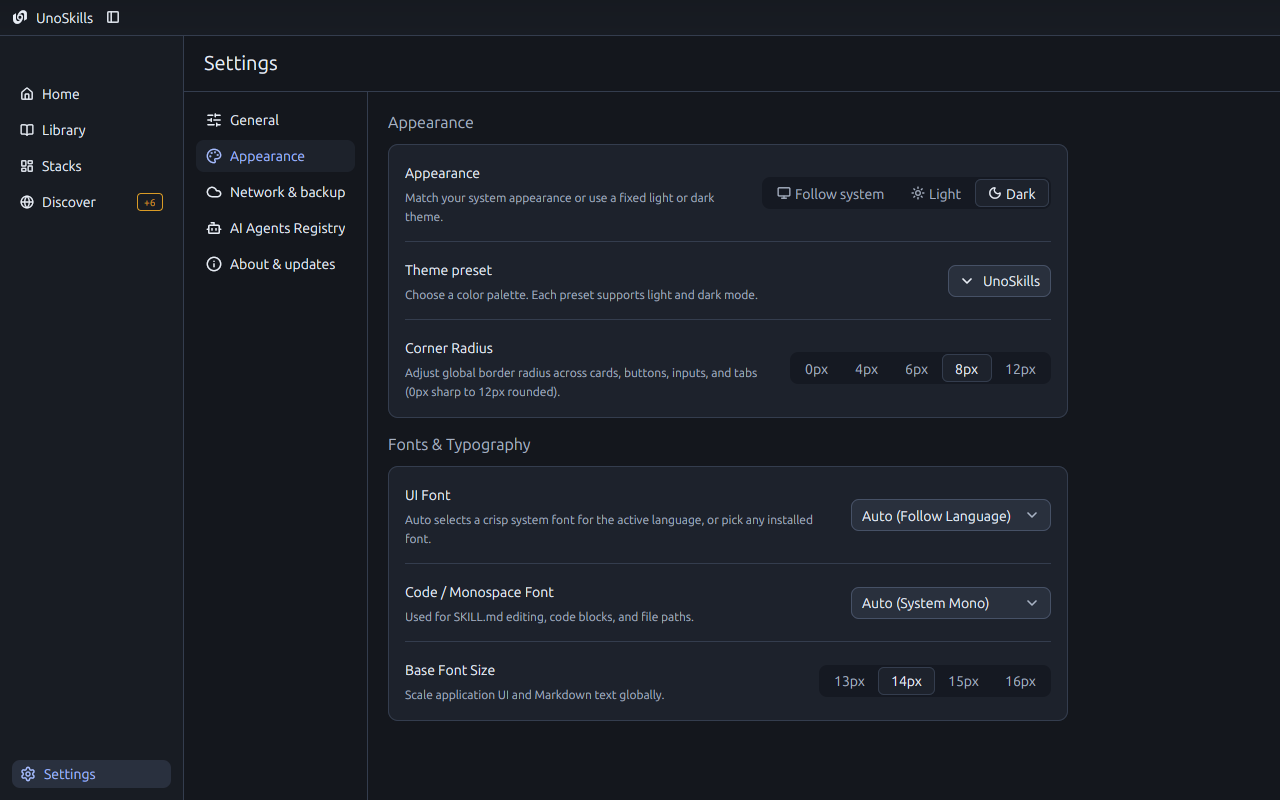 UnoSkills
Settings
Home
Library
Stacks
Discover
+6
Settings
General
Appearance
Network & backup
AI Agents Registry
About & updates
Appearance
Appearance
Match your system appearance or use a fixed light or dark
theme.
Follow system
Light
Dark
Theme preset
Choose a color palette. Each preset supports light and dark mode.
UnoSkills
Corner Radius
Adjust global border radius across cards, buttons, inputs, and tabs
(0px sharp to 12px rounded).
0px
4px
6px
8px
12px
Fonts & Typography
UI Font
Auto selects a crisp system font for the active language, or pick any installed
font.
Auto (Follow Language)
Code / Monospace Font
Used for SKILL.md editing, code blocks, and file paths.
Auto (System Mono)
Base Font Size
Scale application UI and Markdown text globally.
13px
14px
15px
16px